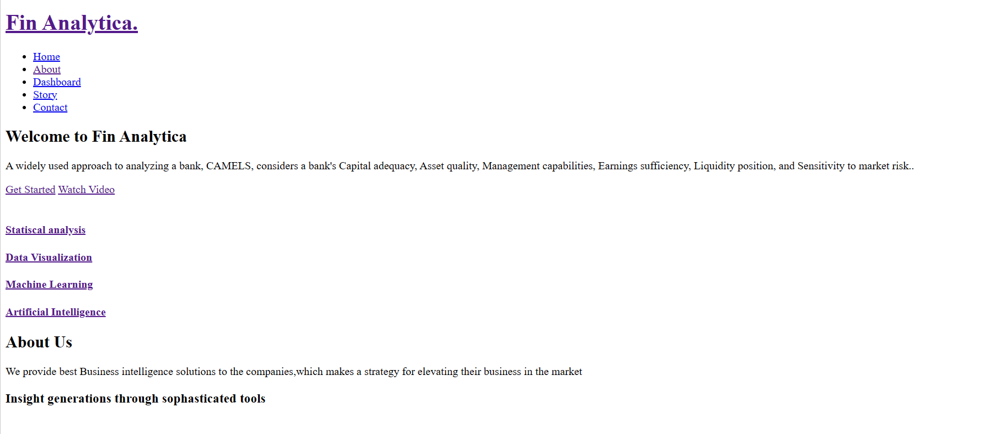 Fin Analytica.
Home
About
Dashboard
Story
Contact
Welcome to Fin Analytica
A widely used approach to analyzing a bank, CAMELS, considers a bank's Capital adequacy, Asset quality, Management capabilities, Earnings sufficiency, Liquidity position, and Sensitivity to market risk..
Get Started Watch Video
Statiscal analysis
Data Visualization
Machine Learning
Artificial Intelligence
About Us
We provide best Business intelligence solutions to the companies,which makes a strategy for elevating their business in the market
Insight generations through sophasticated tools